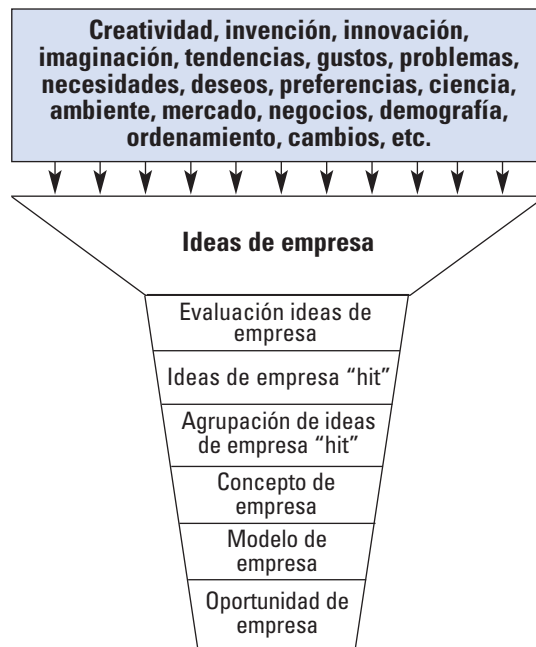 Creatividad, invención, innovación,
imaginación, tendencias, gustos, problemas,
necesidades, deseos, preferencias, ciencia,
ambiente, mercado, negocios, demografía,
ordenamiento, cambios, etc.
Ideas de empresa
Evaluación ideas de
empresa
Ideas de empresa “hit”
Agrupación de ideas
de empresa “hit”
Concepto de
empresa
Modelo de
empresa
Oportunidad de
empresa